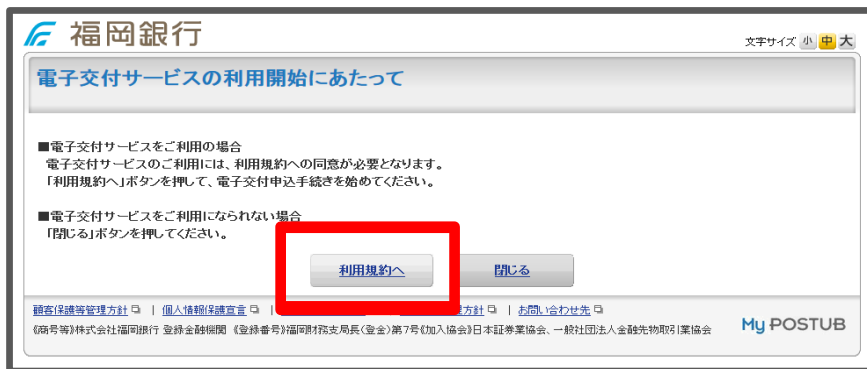 福岡銀行
文字サイズ 小 中 大
電子交付サービスの利用開始にあたって
■電子交付サービスをご利用の場合
電子交付サービスのご利用には、利用規約への同意が必要となります。
「利用規約へ」ボタンを押して、電子交付申込手続きを始めてください。
■電子交付サービスをご利用になられない場合
「閉じる」ボタンを押してください。
利用規約へ 閉じる
顧客保護等管理方針 | 個人情報保護宣言 | 方針 | お問い合わせ先
《商号等》株式会社福岡銀行 登録金融機関 《登録番号》福岡財務支局長(登金)第7号《加入協会》日本証券業協会、一般社団法人金融先物取引業協会
My POSTUB